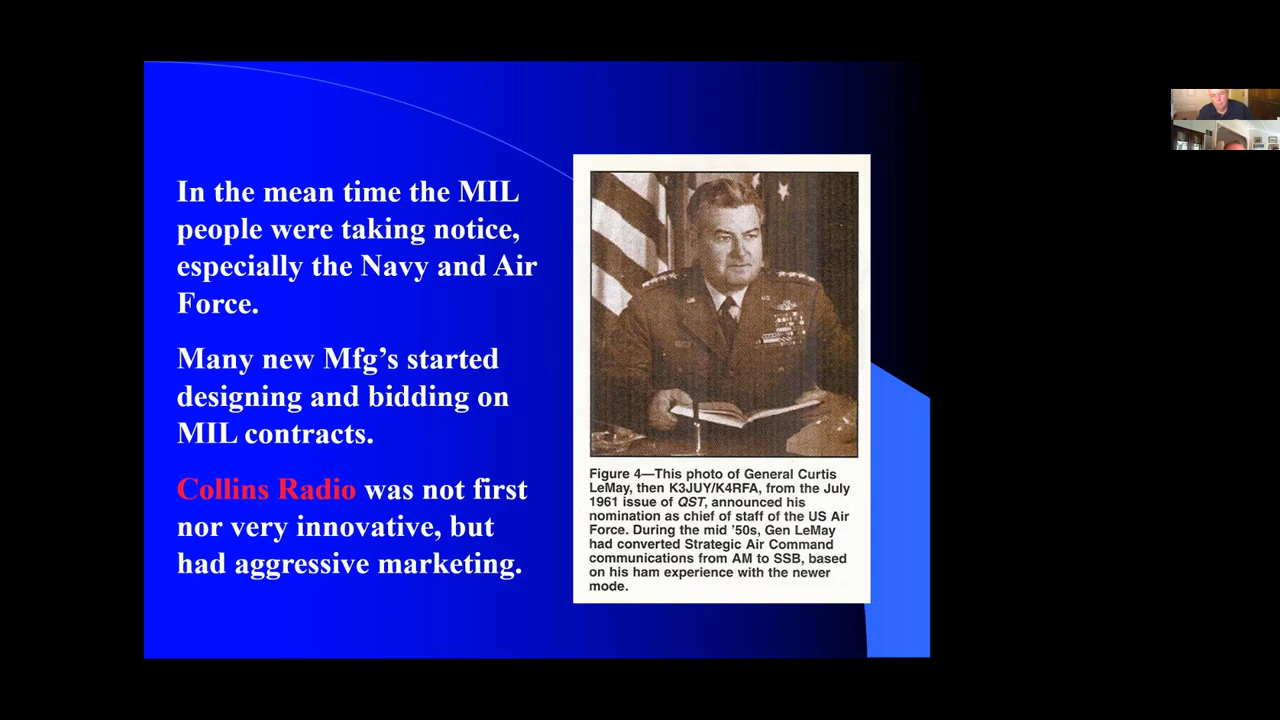 In the mean time the MIL
people were taking notice,
especially the Navy and Air
Force.
Many new Mfg’s started
designing and bidding on
MIL contracts.
Collins Radio was not first
nor very innovative, but
had aggressive marketing.
Figure 4—This photo of General Curtis
LeMay, then K3JUY/K4RFA, from the July
1961 issue of QST, announced his
nomination as chief of staff of the US Air
Force. During the mid '50s, Gen LeMay
had converted Strategic Air Command
communications from AM to SSB, based
on his ham experience with the newer
mode.